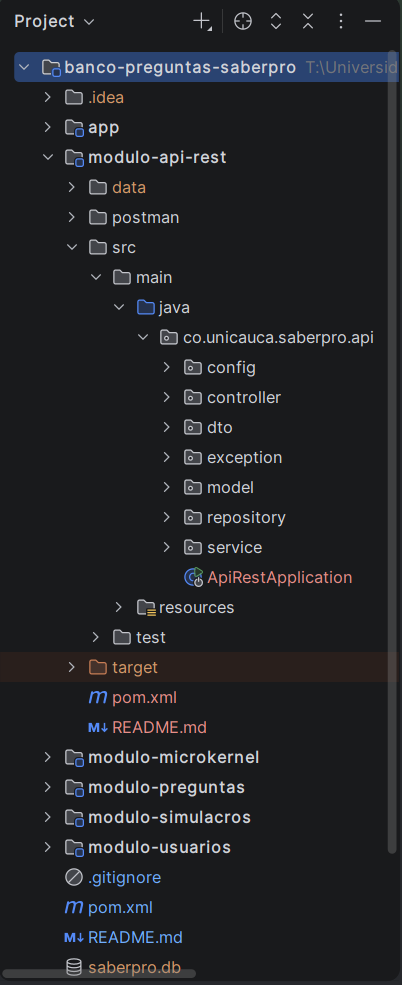 Project
banco-preguntas-saberpro T:\Universid
.idea
app
modulo-api-rest
data
postman
src
main
java
co.unicauca.saberpro.api
config
controller
dto
exception
model
repository
service
ApiRestApplication
resources
test
target
m pom.xml
M↓ README.md
modulo-microkernel
modulo-preguntas
modulo-simulacros
modulo-usuarios
.gitignore
m pom.xml
M↓ README.md
saberpro.db